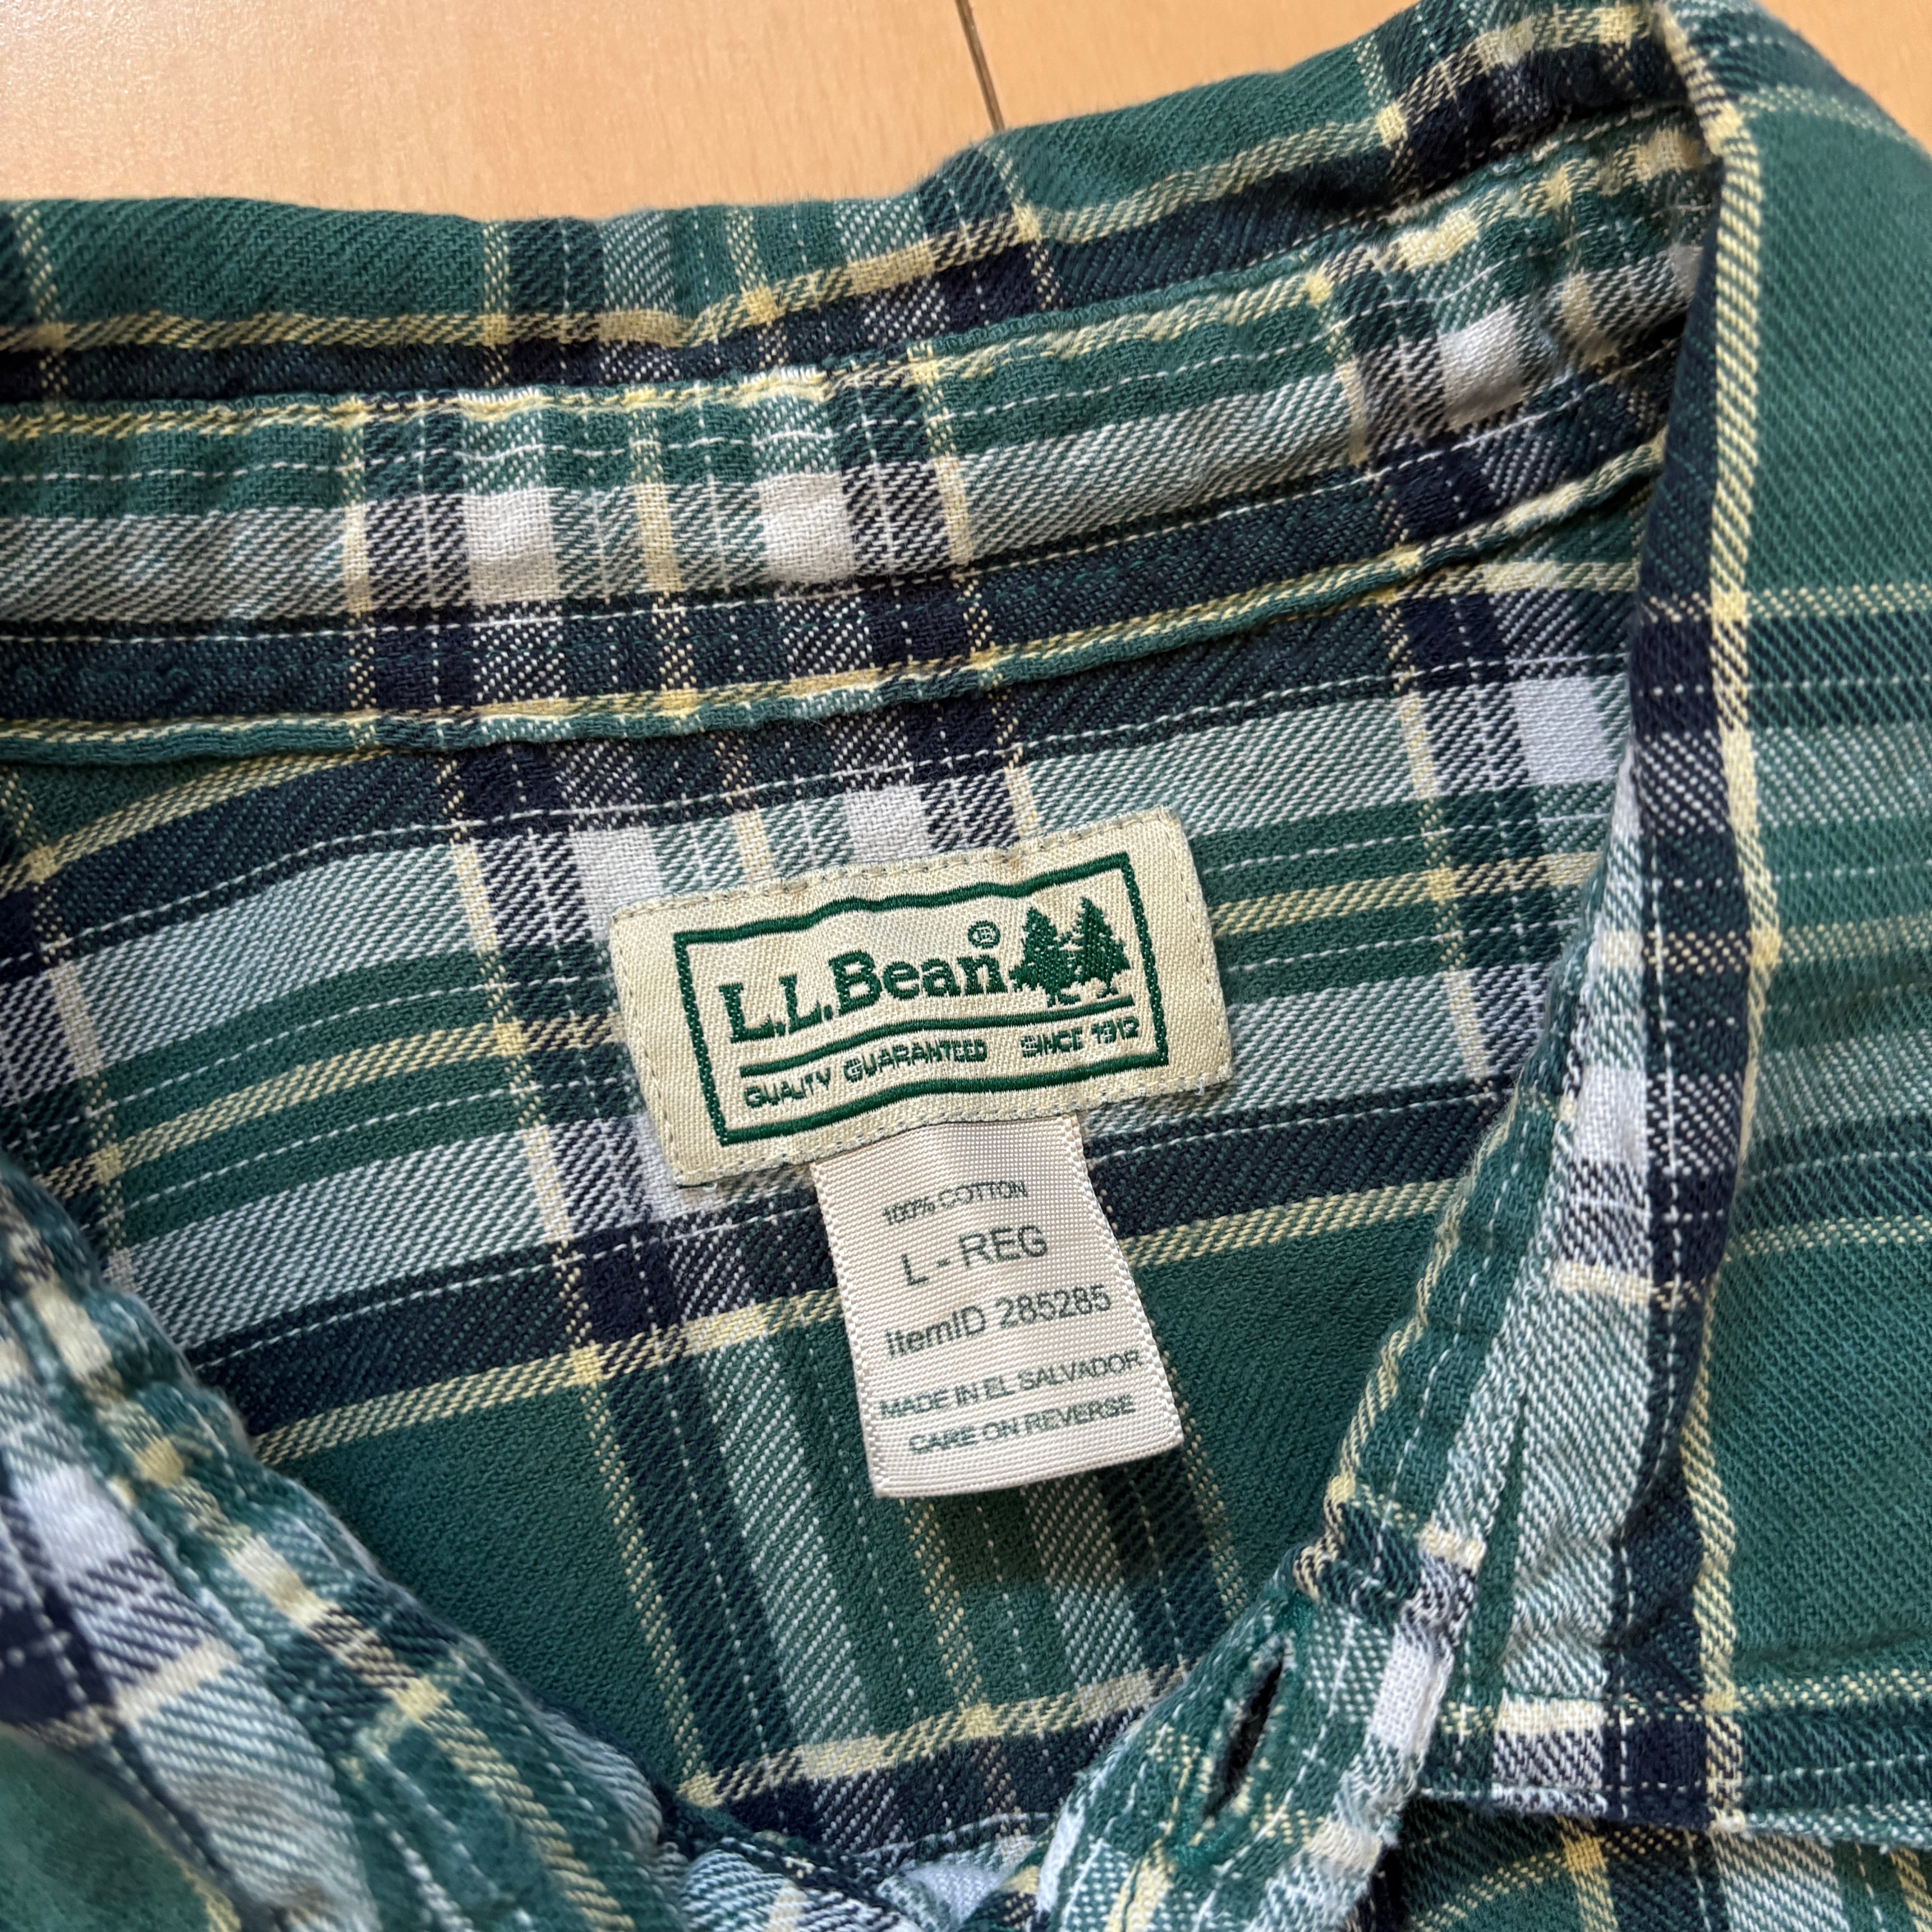 L.L.Bean®
QUALITY GUARANTEED SINCE 1912
100% COTTON
L - REG
ItemID 285285
MADE IN EL SALVADOR
CARE ON REVERSE